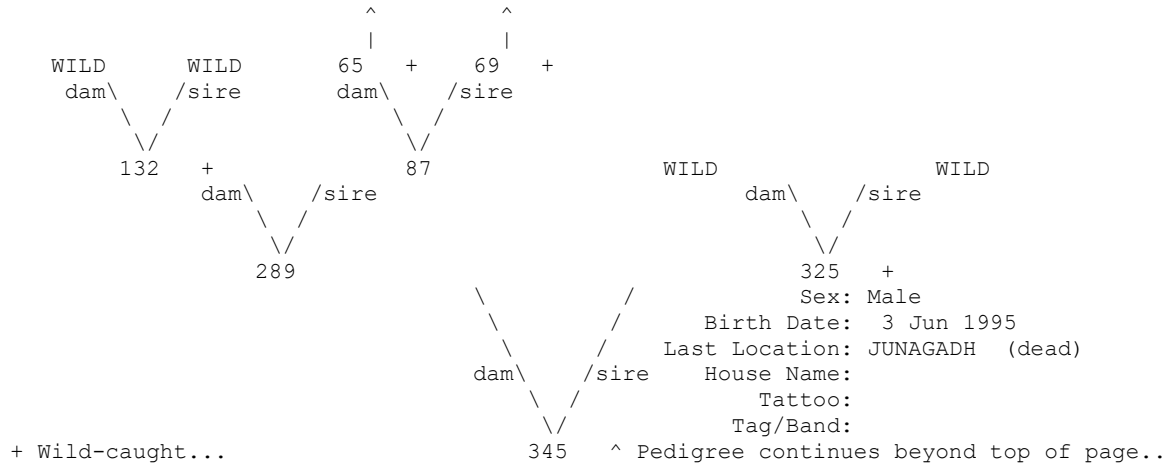 ^ ^
| |
WILD WILD 65 + 69 +
dam\ /sire dam\ /sire
\ / \ /
\/ \/
132 + 87 WILD WILD
dam\ /sire dam\ /sire
\ / \ /
\/ \/
289 325 +
\ / Sex: Male
\ / Birth Date: 3 Jun 1995
\ / Last Location: JUNAGADH (dead)
dam\ /sire House Name:
\ / Tattoo:
\/ Tag/Band:
+ Wild-caught... 345 ^ Pedigree continues beyond top of page..